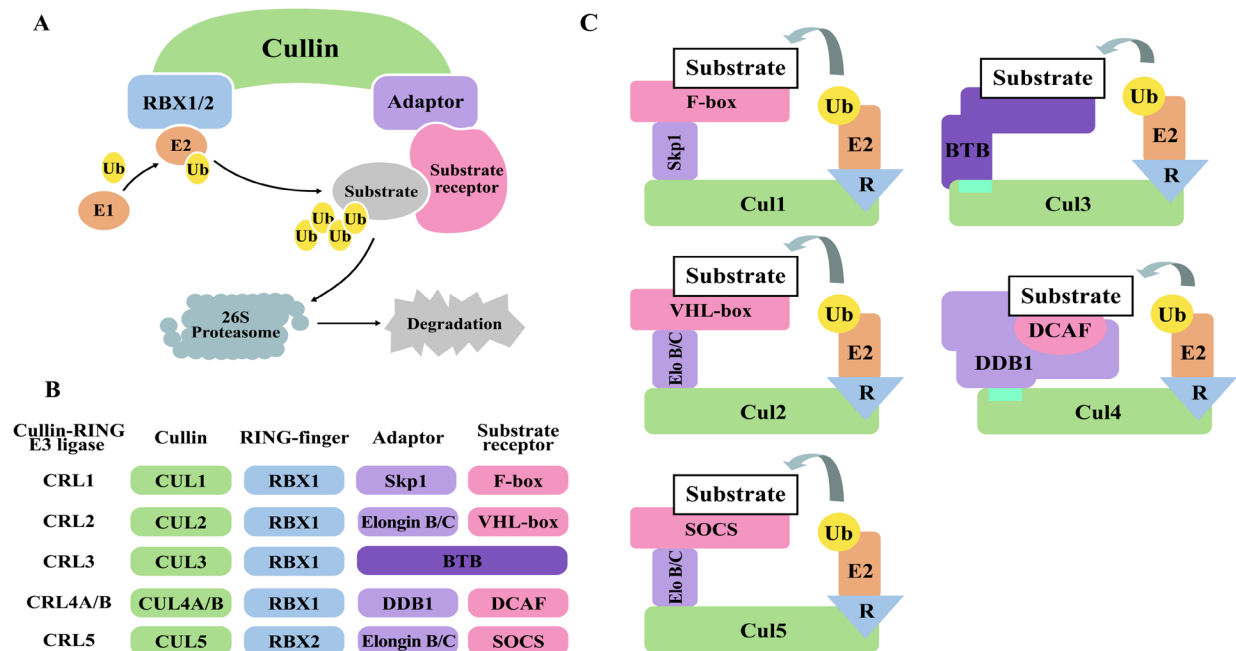 A
Cullin
RBX1/2
Adaptor
E2
Ub
Ub
E1
Substrate
receptor
Substrate
Ub
Ub
Ub
Ub
26S
Proteasome
Degradation
B
Cullin-RING
E3 ligase
Cullin
RING-finger
Adaptor
Substrate
receptor
CRL1
CUL1
RBX1
Skp1
F-box
CRL2
CUL2
RBX1
Elongin B/C
VHL-box
CRL3
CUL3
RBX1
BTB
CRL4A/B
CUL4A/B
RBX1
DDB1
DCAF
CRL5
CUL5
RBX2
Elongin B/C
SOCS
C
Substrate
F-box
Skp1
Ub
E2
R
Cul1
Substrate
BTB
Ub
E2
R
Cul3
Substrate
VHL-box
Elo B/C
Ub
E2
R
Cul2
Substrate
DCAF
DDB1
Ub
E2
R
Cul4
Substrate
SOCS
Elo B/C
Ub
E2
R
Cul5